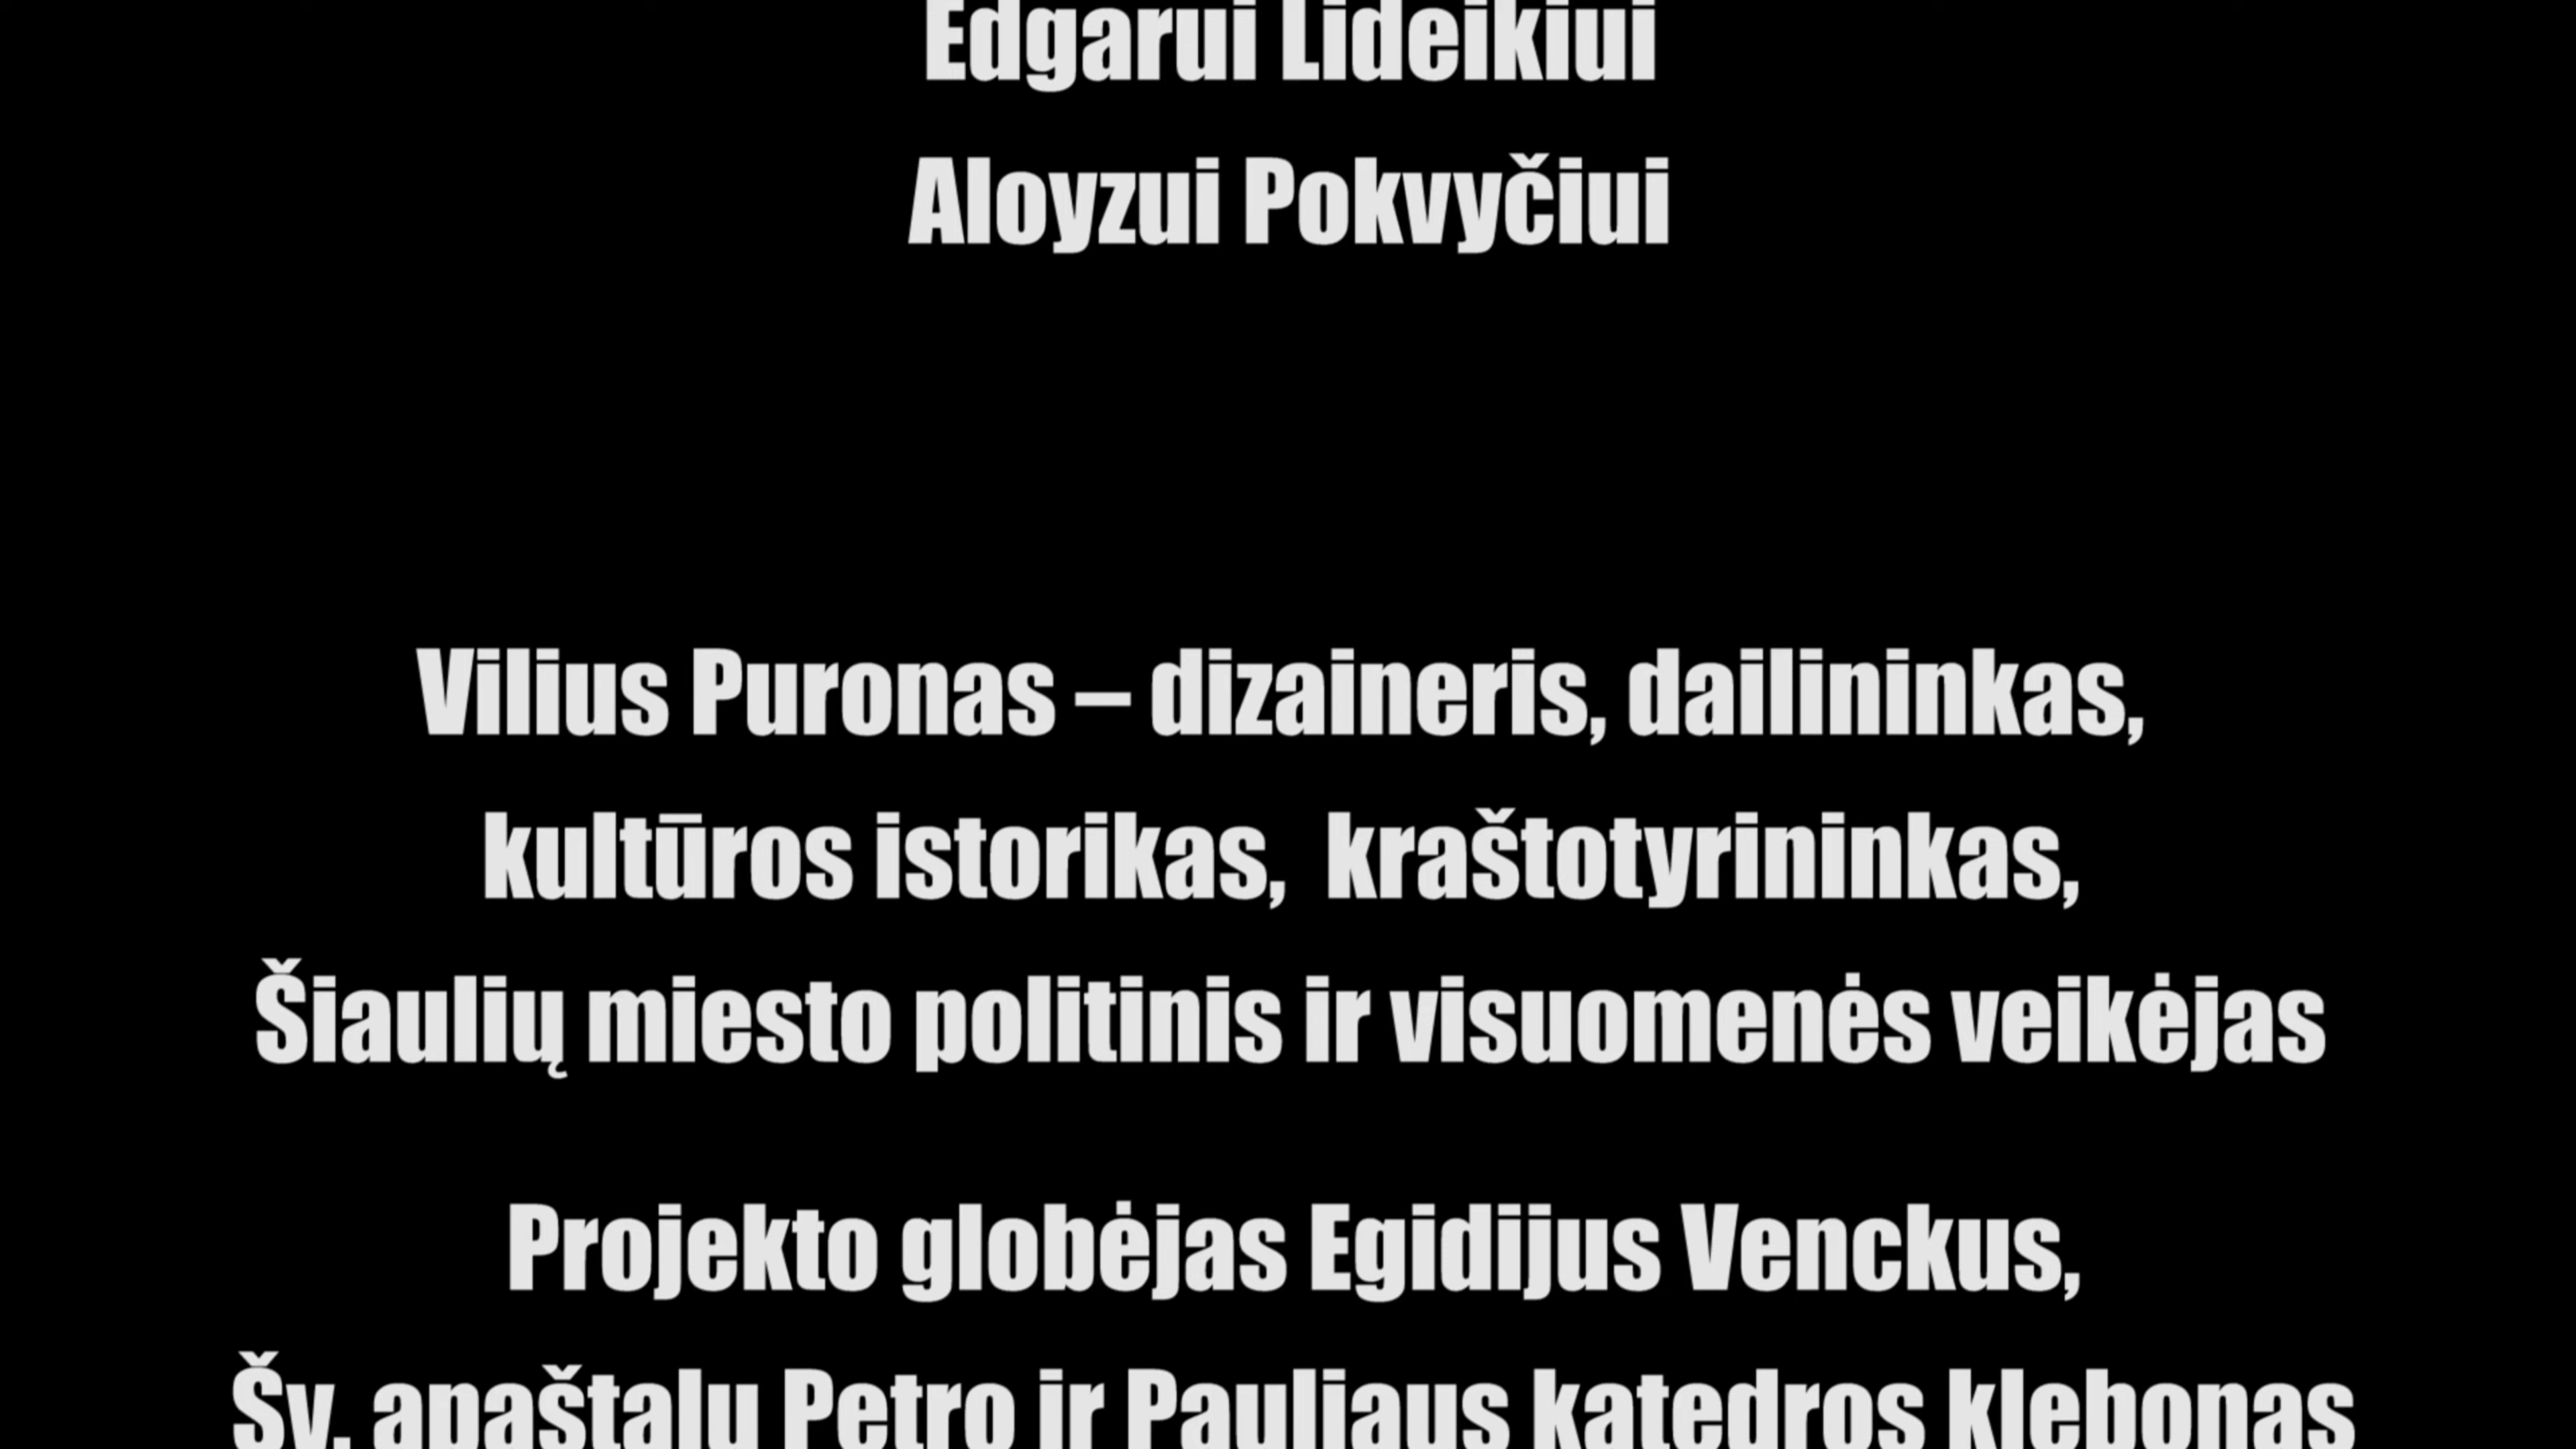 Edgarui Lideikiui
Aloyzui Pokvyčiui
Vilius Puronas – dizaineris, dailininkas,
kultūros istorikas, kraštotyrininkas,
Šiaulių miesto politinis ir visuomenės veikėjas
Projekto globėjas Egidijus Venckus,
Šv. apaštalų Petro ir Pauliaus katedros klebonas